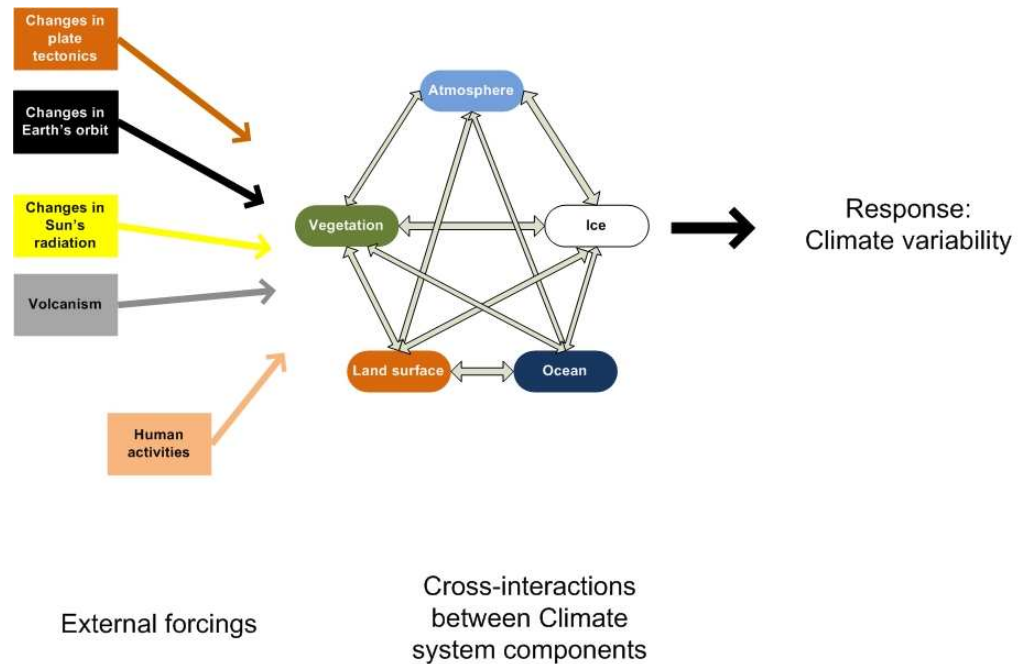 Changes in
plate
tectonics
Changes in
Earth's orbit
Changes in
Sun's
radiation
Volcanism
Human
activities
Atmosphere
Vegetation
Ice
Land surface
Ocean
Response:
Climate variability
External forcings
Cross-interactions
between Climate
system components